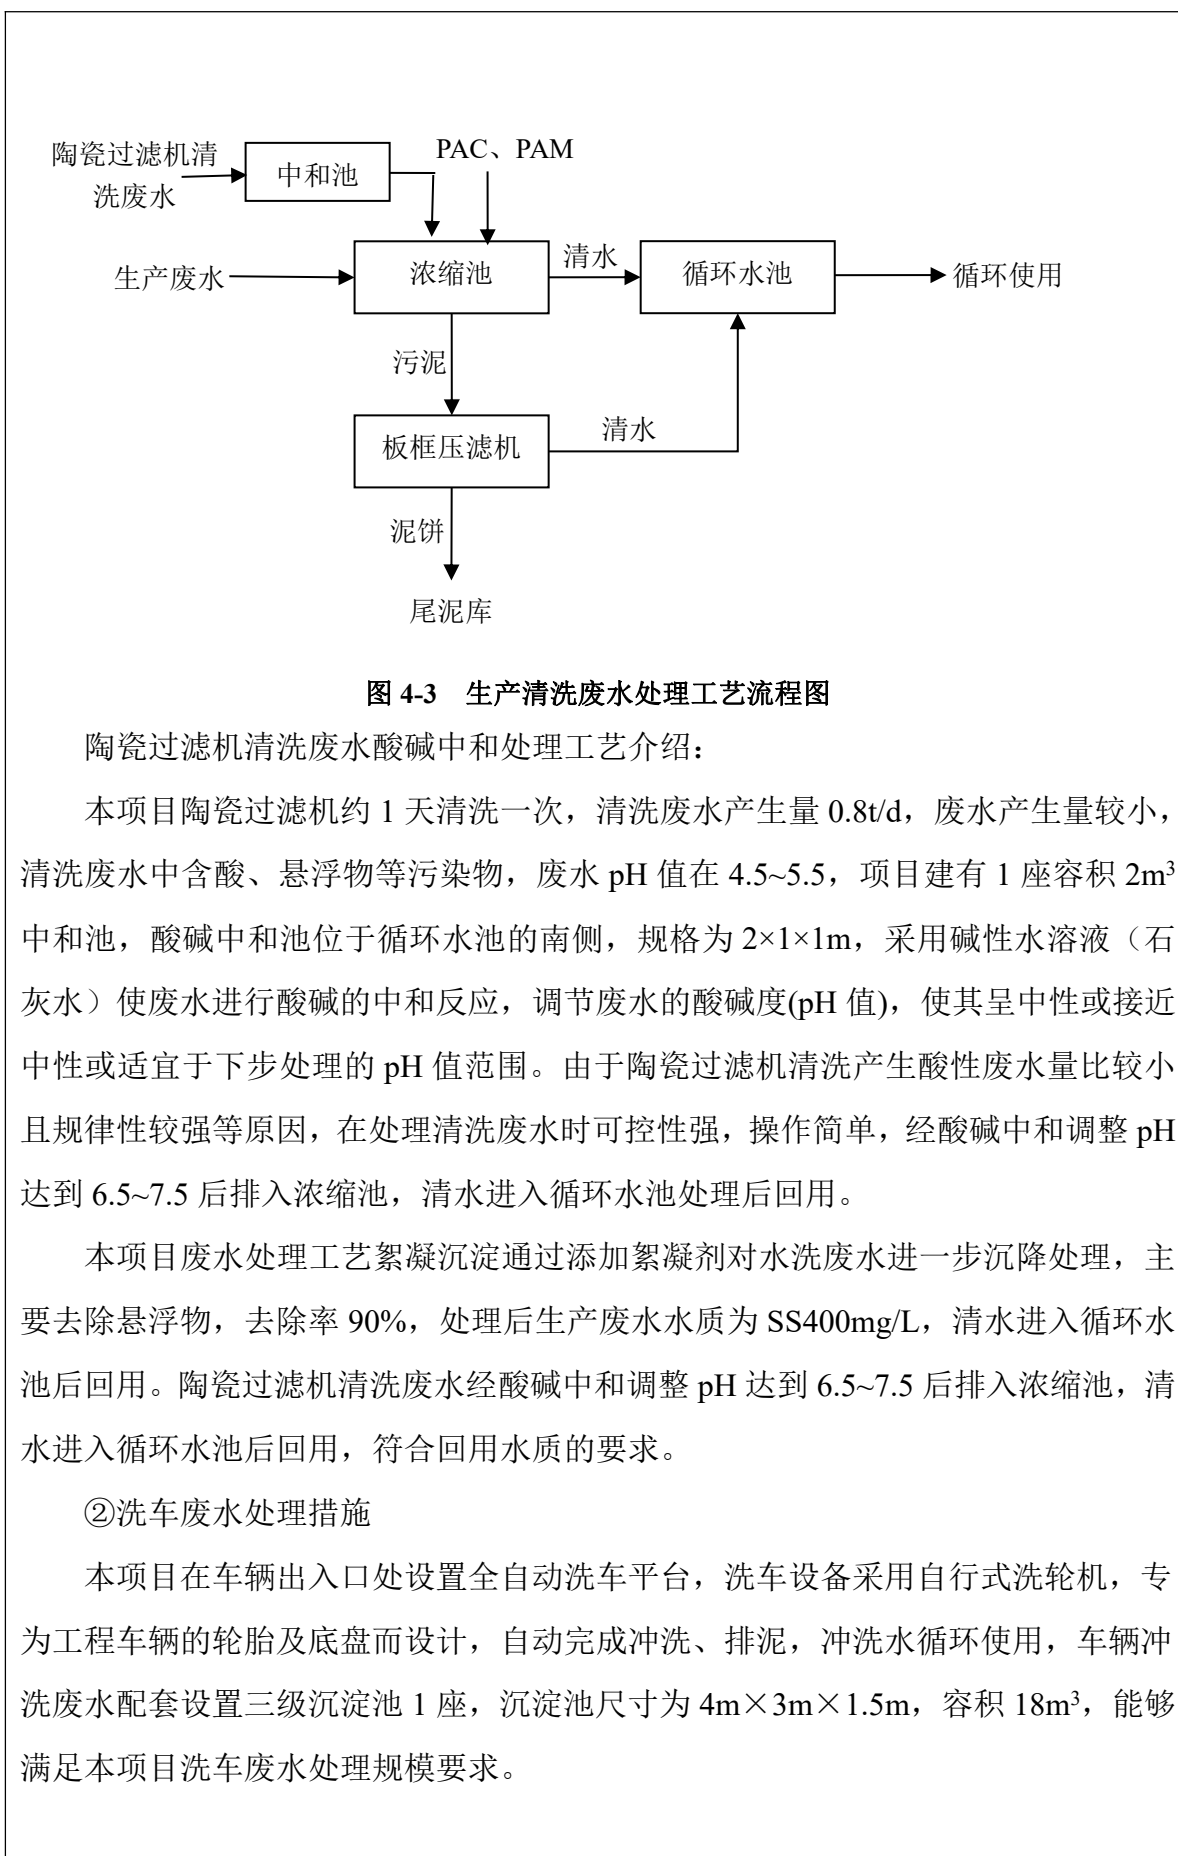 陶瓷过滤机清
洗废水
中和池
PAC、PAM
生产废水
浓缩池
清水
循环水池
循环使用
污泥
板框压滤机
清水
泥饼
尾泥库
图 4-3 生产清洗废水处理工艺流程图
陶瓷过滤机清洗废水酸碱中和处理工艺介绍：
本项目陶瓷过滤机约 1 天清洗一次，清洗废水产生量 0.8t/d，废水产生量较小，
清洗废水中含酸、悬浮物等污染物，废水 pH 值在 4.5~5.5，项目建有 1 座容积 2m³
中和池，酸碱中和池位于循环水池的南侧，规格为 2×1×1m，采用碱性水溶液（石
灰水）使废水进行酸碱的中和反应，调节废水的酸碱度(pH 值)，使其呈中性或接近
中性或适宜于下步处理的 pH 值范围。由于陶瓷过滤机清洗产生酸性废水量比较小
且规律性较强等原因，在处理清洗废水时可控性强，操作简单，经酸碱中和调整 pH
达到 6.5~7.5 后排入浓缩池，清水进入循环水池处理后回用。
本项目废水处理工艺絮凝沉淀通过添加絮凝剂对水洗废水进一步沉降处理，主
要去除悬浮物，去除率 90%，处理后生产废水水质为 SS400mg/L，清水进入循环水
池后回用。陶瓷过滤机清洗废水经酸碱中和调整 pH 达到 6.5~7.5 后排入浓缩池，清
水进入循环水池后回用，符合回用水质的要求。
②洗车废水处理措施
本项目在车辆出入口处设置全自动洗车平台，洗车设备采用自行式洗轮机，专
为工程车辆的轮胎及底盘而设计，自动完成冲洗、排泥，冲洗水循环使用，车辆冲
洗废水配套设置三级沉淀池 1 座，沉淀池尺寸为 4m×3m×1.5m，容积 18m³，能够
满足本项目洗车废水处理规模要求。